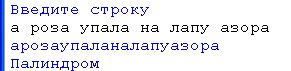 Введите строку
а роза упала на лапу азора
арозаупаланалапуазора
Палиндром